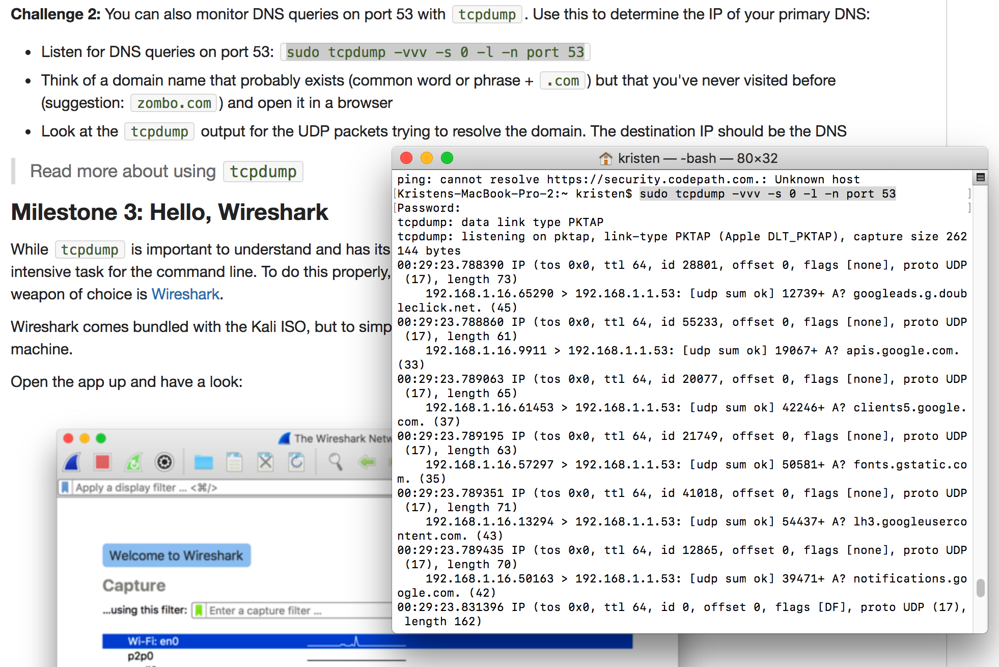 Challenge 2: You can also monitor DNS queries on port 53 with tcpdump . Use this to determine the IP of your primary DNS:
• Listen for DNS queries on port 53: sudo tcpdump -vvv -s 0 -l -n port 53
• Think of a domain name that probably exists (common word or phrase + .com ) but that you've never visited before
(suggestion: zombo.com ) and open it in a browser
• Look at the tcpdump output for the UDP packets trying to resolve the domain. The destination IP should be the DNS
Read more about using tcpdump
Milestone 3: Hello, Wireshark
While tcpdump is important to understand and has its
intensive task for the command line. To do this properly,
weapon of choice is Wireshark.
Wireshark comes bundled with the Kali ISO, but to simp
machine.
Open the app up and have a look:
The Wireshark Netw
Apply a display filter ... <⌘/>
Welcome to Wireshark
Capture
...using this filter: Enter a capture filter ...
Wi-Fi: en0
p2p0
kristen — -bash — 80×32
ping: cannot resolve https://security.codepath.com.: Unknown host
[Kristens-MacBook-Pro-2:~ kristen$ sudo tcpdump -vvv -s 0 -l -n port 53 ]
[Password: ]
tcpdump: data link type PKTAP
tcpdump: listening on pktap, link-type PKTAP (Apple DLT_PKTAP), capture size 262
144 bytes
00:29:23.788390 IP (tos 0x0, ttl 64, id 28801, offset 0, flags [none], proto UDP
(17), length 73)
192.168.1.16.65290 > 192.168.1.1.53: [udp sum ok] 12739+ A? googleads.g.doub
leclick.net. (45)
00:29:23.788860 IP (tos 0x0, ttl 64, id 55233, offset 0, flags [none], proto UDP
(17), length 61)
192.168.1.16.9911 > 192.168.1.1.53: [udp sum ok] 19067+ A? apis.google.com.
(33)
00:29:23.789063 IP (tos 0x0, ttl 64, id 20077, offset 0, flags [none], proto UDP
(17), length 65)
192.168.1.16.61453 > 192.168.1.1.53: [udp sum ok] 42246+ A? clients5.google.
com. (37)
00:29:23.789195 IP (tos 0x0, ttl 64, id 21749, offset 0, flags [none], proto UDP
(17), length 63)
192.168.1.16.57297 > 192.168.1.1.53: [udp sum ok] 50581+ A? fonts.gstatic.co
m. (35)
00:29:23.789351 IP (tos 0x0, ttl 64, id 41018, offset 0, flags [none], proto UDP
(17), length 71)
192.168.1.16.13294 > 192.168.1.1.53: [udp sum ok] 54437+ A? lh3.googleuserco
ntent.com. (43)
00:29:23.789435 IP (tos 0x0, ttl 64, id 12865, offset 0, flags [none], proto UDP
(17), length 70)
192.168.1.16.50163 > 192.168.1.1.53: [udp sum ok] 39471+ A? notifications.go
ogle.com. (42)
00:29:23.831396 IP (tos 0x0, ttl 64, id 0, offset 0, flags [DF], proto UDP (17),
length 162)